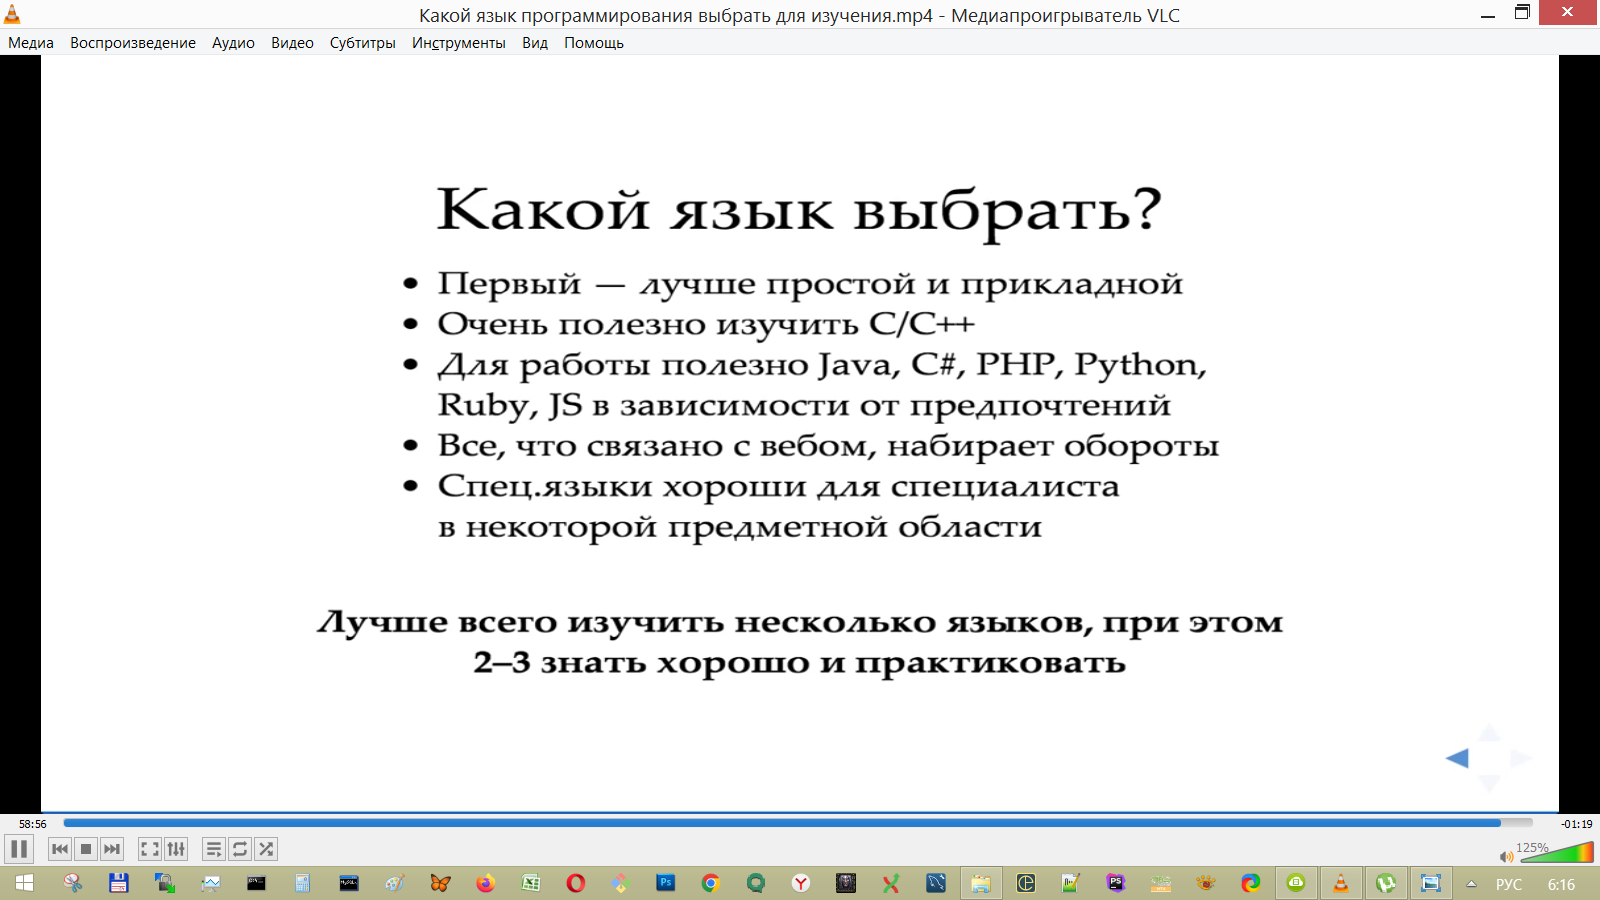 Какой язык программирования выбрать для изучения.mp4 - Медиапроигрыватель VLC
Медиа Воспроизведение Аудио Видео Субтитры Инструменты Вид Помощь
Какой язык выбрать?
• Первый — лучше простой и прикладной
• Очень полезно изучить C/C++
• Для работы полезно Java, C#, PHP, Python,
Ruby, JS в зависимости от предпочтений
• Все, что связано с вебом, набирает обороты
• Спец.языки хороши для специалиста
в некоторой предметной области
Лучше всего изучить несколько языков, при этом
2–3 знать хорошо и практиковать
58:56 -01:19
125%
РУС 6:16